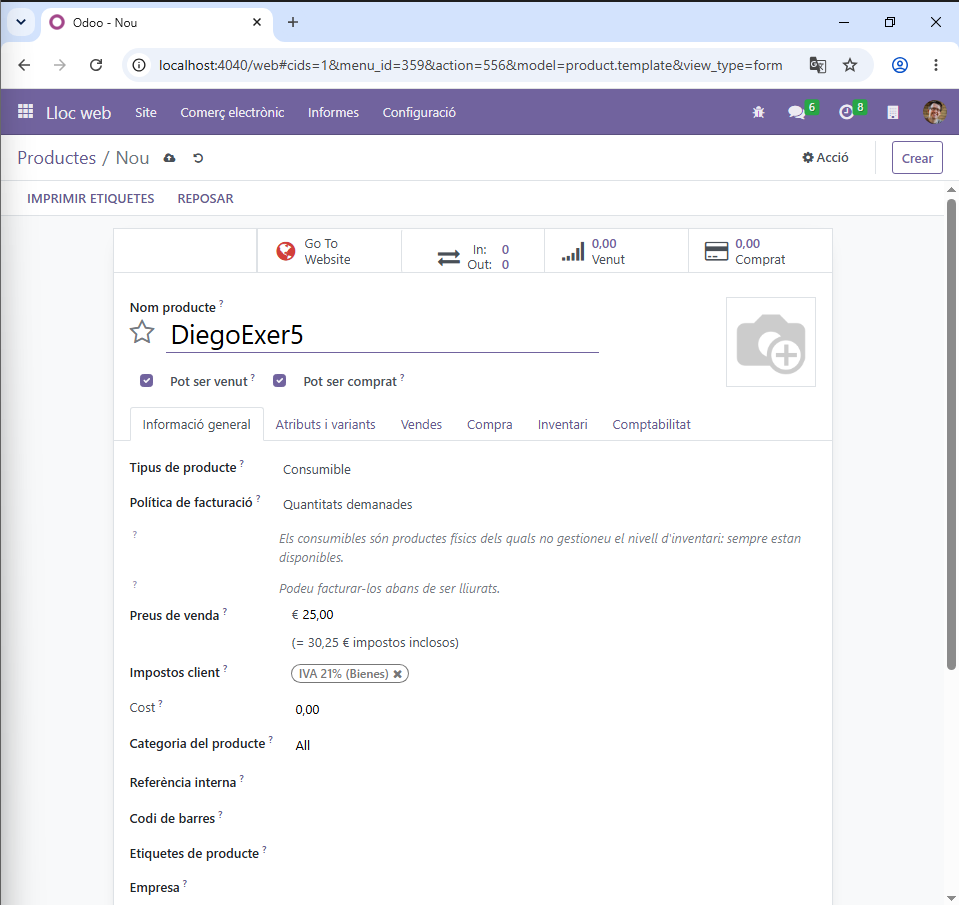 Odoo - Nou
localhost:4040/web#cids=1&menu_id=359&action=556&model=product.template&view_type=form
Lloc web Site Comerç electrònic Informes Configuració 6 8
Productes / Nou Acció Crear
IMPRIMIR ETIQUETES REPOSAR
Go To
Website
In: 0
Out: 0
0,00
Venut
0,00
Comprat
Nom producte ?
DiegoExer5
Pot ser venut ? Pot ser comprat ?
Informació general Atributs i variants Vendes Compra Inventari Comptabilitat
Tipus de producte ? Consumible
Política de facturació ? Quantitats demanades
? Els consumibles són productes físics dels quals no gestioneu el nivell d'inventari: sempre estan
disponibles.
? Podeu facturar-los abans de ser lliurats.
Preus de venda ? € 25,00
(= 30,25 € impostos inclosos)
Impostos client ? IVA 21% (Bienes)
Cost ? 0,00
Categoria del producte ? All
Referència interna ?
Codi de barres ?
Etiquetes de producte ?
Empresa ?